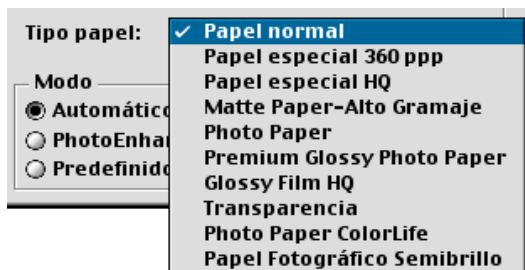 Tipo papel:
✓ Papel normal
Papel especial 360 ppp
Papel especial HQ
Matte Paper-Alto Gramaje
Photo Paper
Premium Glossy Photo Paper
Glossy Film HQ
Transparencia
Photo Paper ColorLife
Papel Fotográfico Semibrillo
Modo
Automático
PhotoEnha
Predefinido